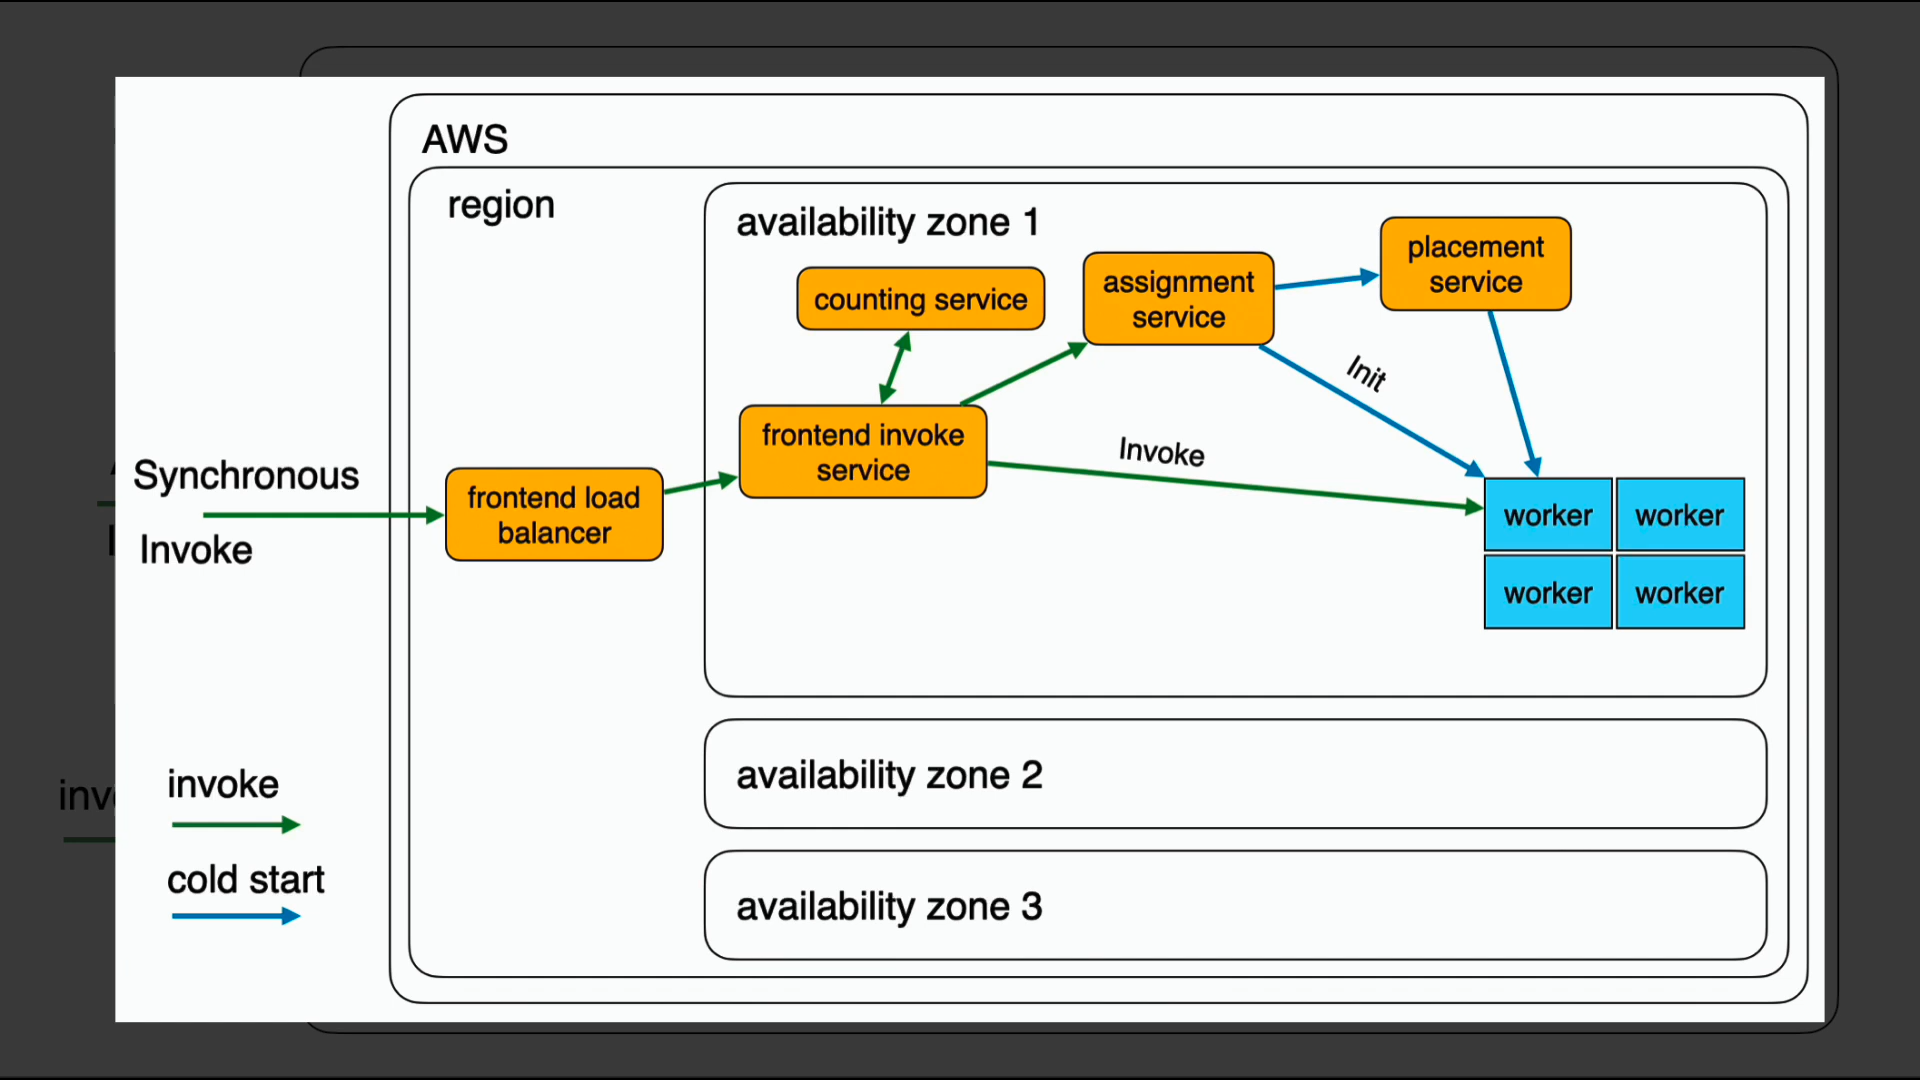 AWS
region
availability zone 1
placement
service
assignment
service
counting service
Init
frontend invoke
service
Invoke
Synchronous
Invoke
frontend load
balancer
worker
worker
worker
worker
invoke
cold start
availability zone 2
availability zone 3